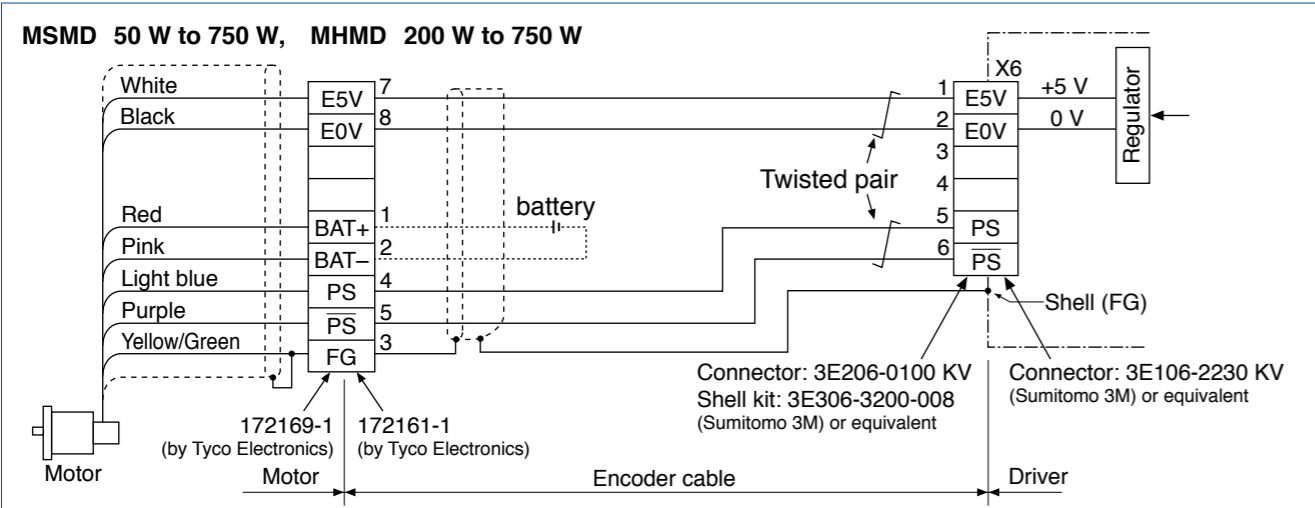 MSMD 50 W to 750 W, MHMD 200 W to 750 W
X6
White E5V 7 1 E5V +5 V
Black E0V 8 2 E0V 0 V
Regulator
3
4
Twisted pair
battery
Red BAT+ 1 5 PS
Pink BAT– 2 6 P̅S̅
Light blue PS 4
Purple P̅S̅ 5
Yellow/Green FG 3
Shell (FG)
Connector: 3E206-0100 KV
Shell kit: 3E306-3200-008
(Sumitomo 3M) or equivalent
Connector: 3E106-2230 KV
(Sumitomo 3M) or equivalent
172169-1
(by Tyco Electronics)
172161-1
(by Tyco Electronics)
Motor
Motor Encoder cable Driver